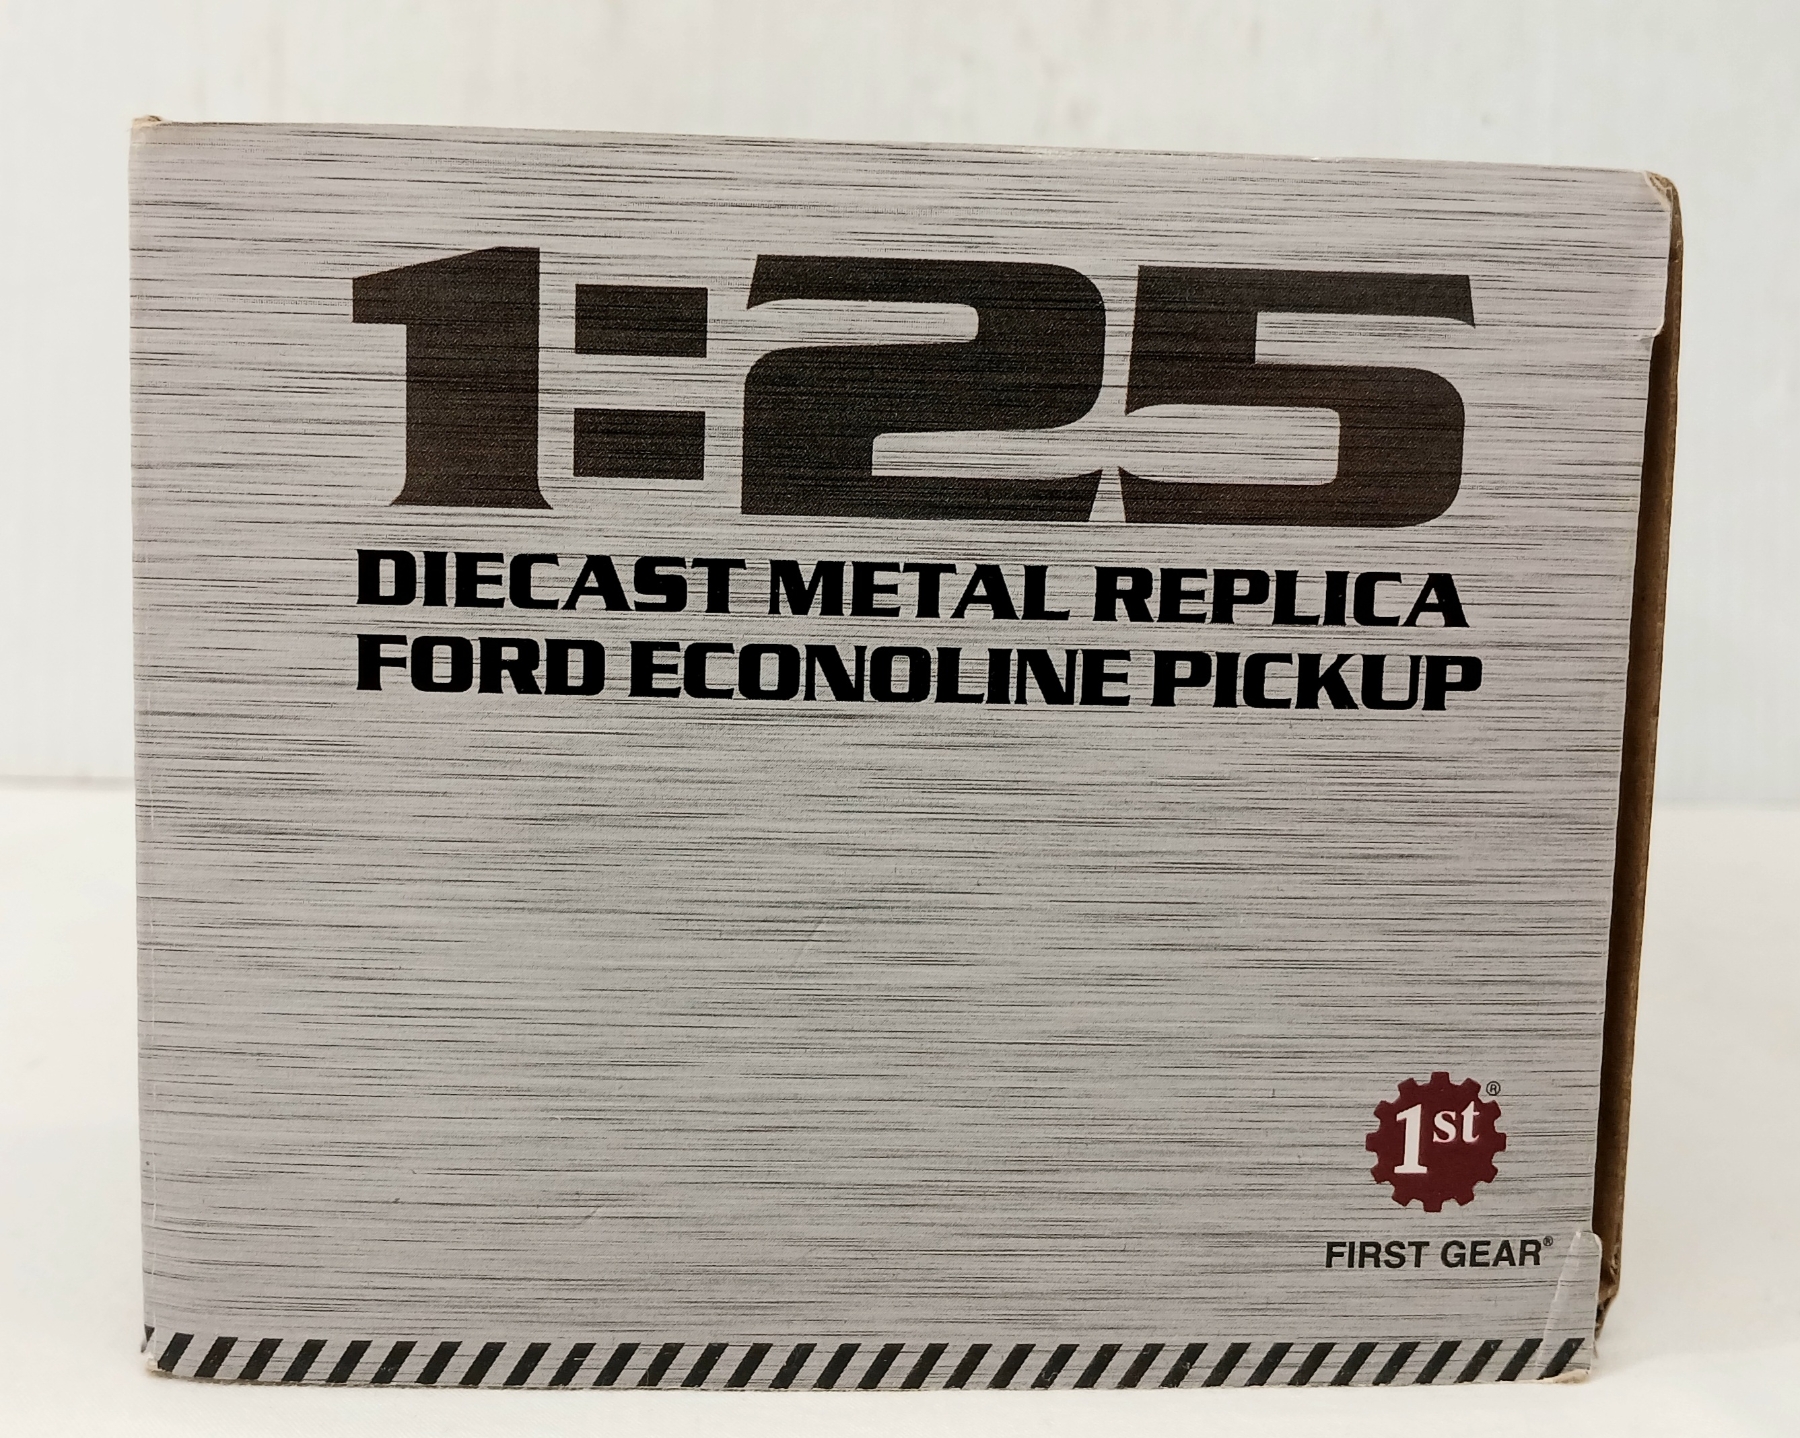 1:25
DIECAST METAL REPLICA
FORD ECONOLINE PICKUP
1st®
FIRST GEAR®